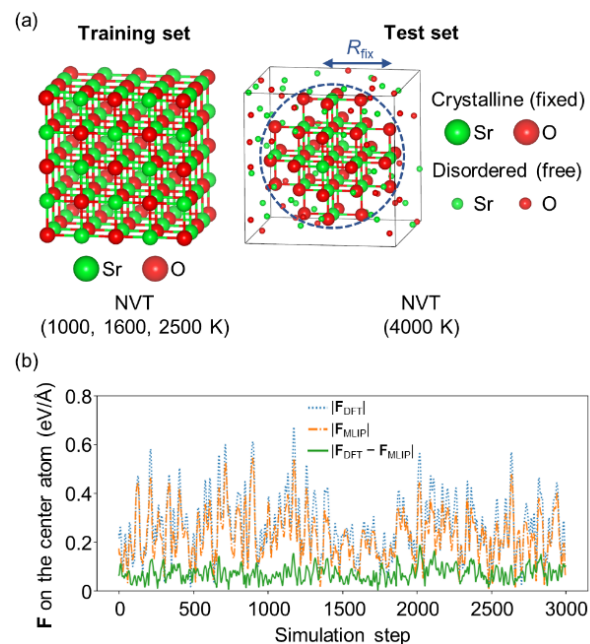 (a)
Training set
Test set
R_fix
Crystalline (fixed)
Sr O
Disordered (free)
Sr O
Sr O
NVT
(1000, 1600, 2500 K)
NVT
(4000 K)
(b)
F on the center atom (eV/Å)
0.8
0.6
0.4
0.2
0
|F_DFT|
|F_MLIP|
|F_DFT − F_MLIP|
0 500 1000 1500 2000 2500 3000
Simulation step